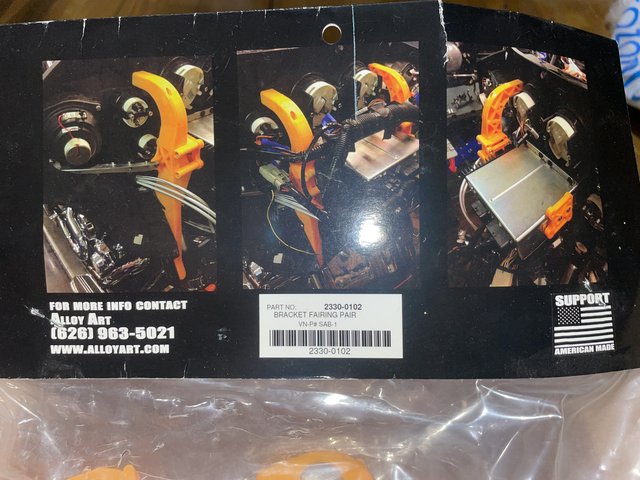 FOR MORE INFO CONTACT
ALLOY ART
(626) 963-5021
WWW.ALLOYART.COM
PART NO: 2330-0102
BRACKET FAIRING PAIR
VN-P# SAB-1
2330-0102
SUPPORT
AMERICAN MADE